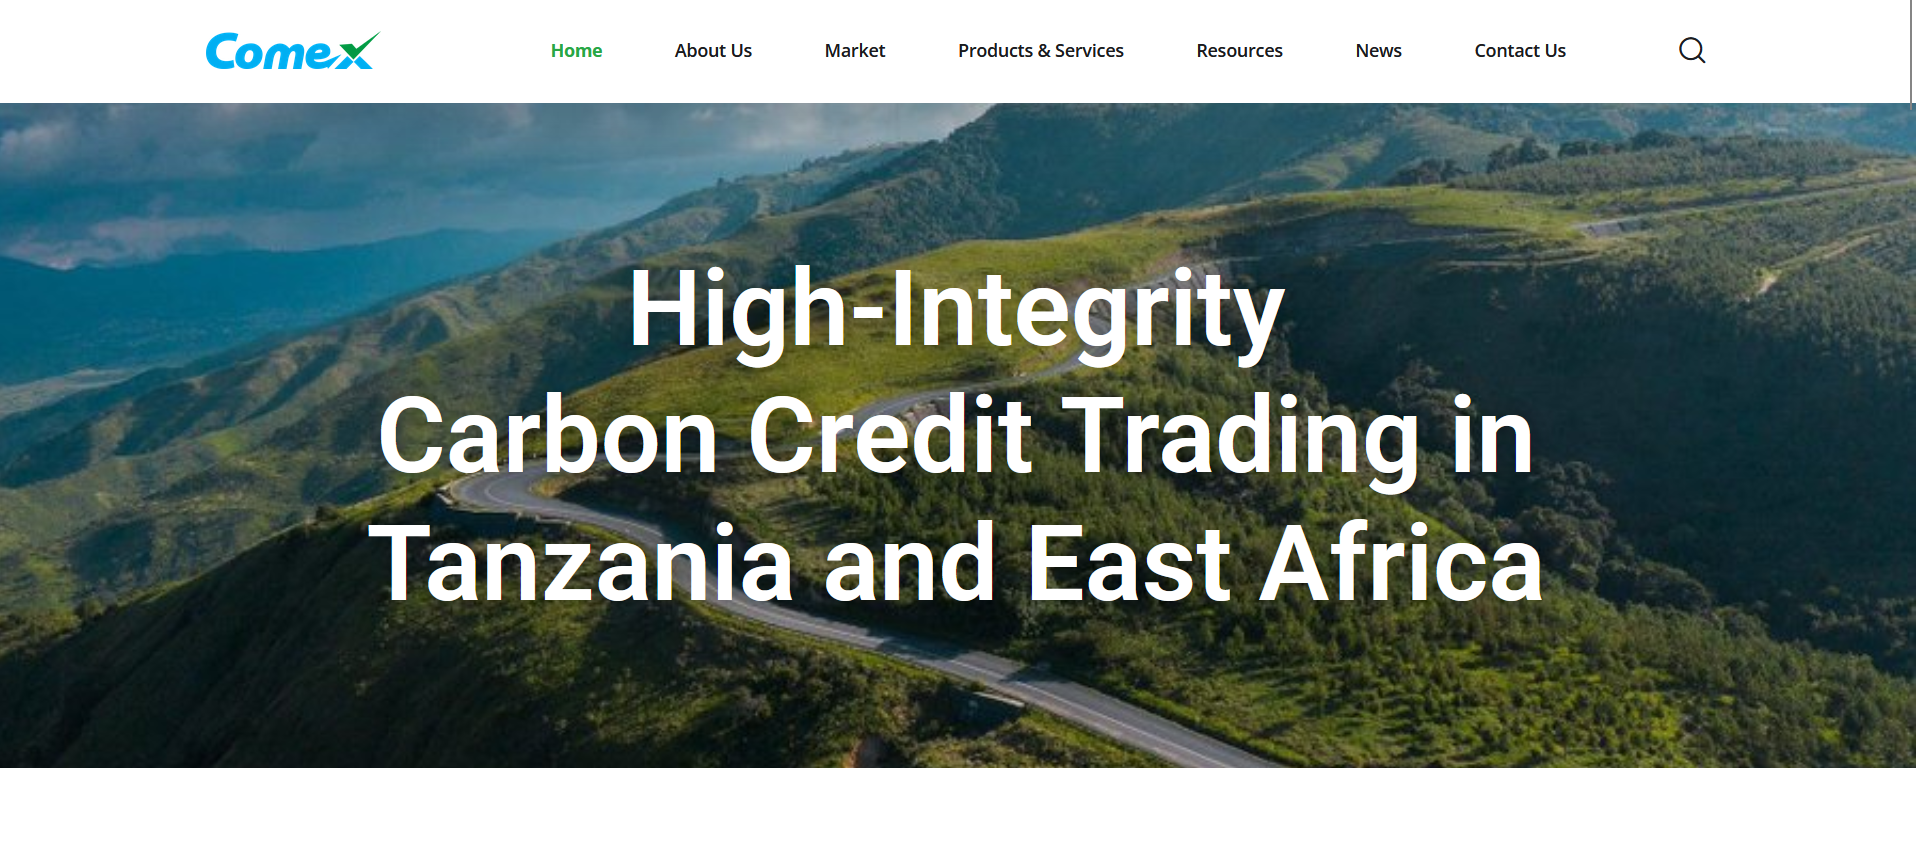 Comex
Home About Us Market Products & Services Resources News Contact Us
High-Integrity
Carbon Credit Trading in
Tanzania and East Africa